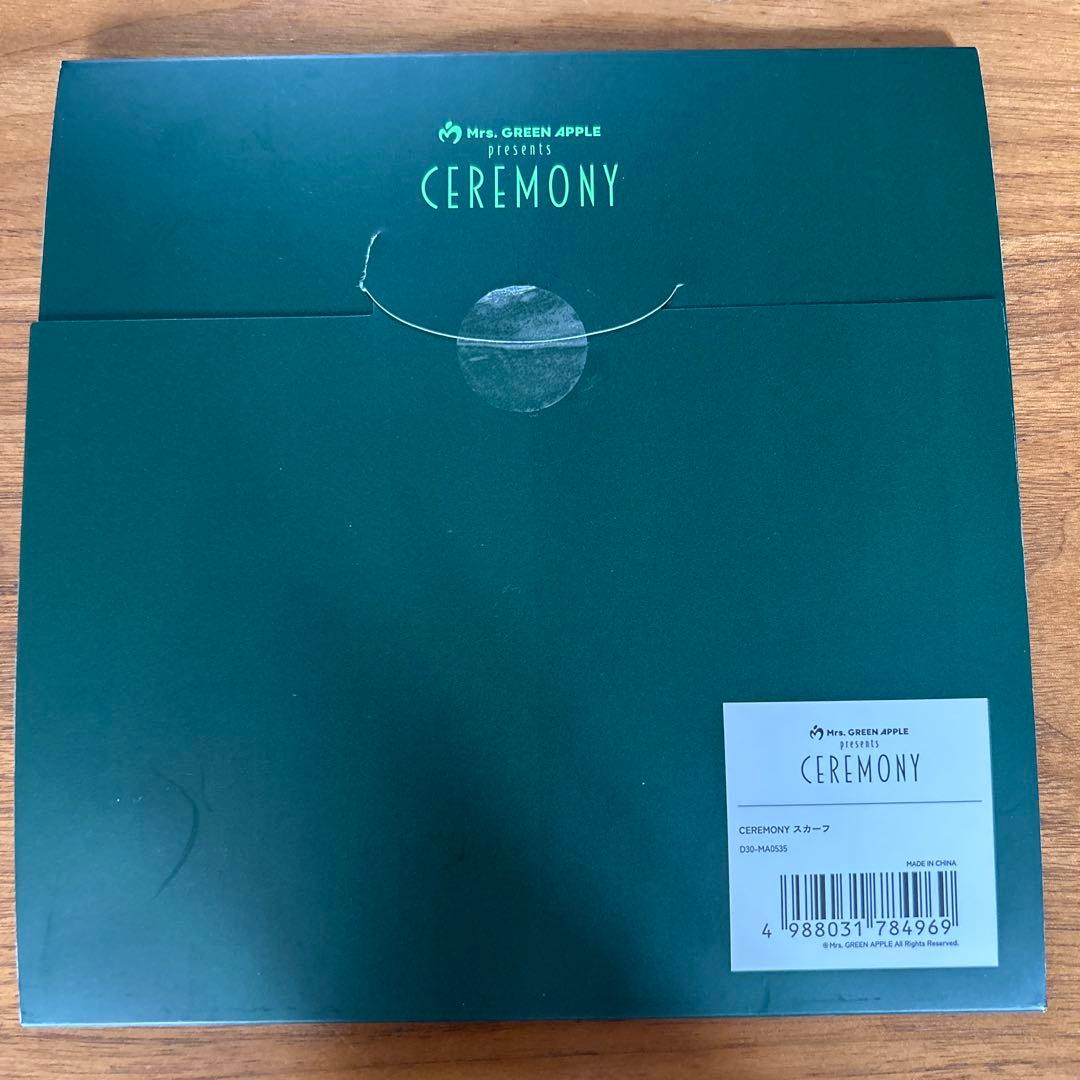 Mrs. GREEN APPLE
presents
CEREMONY
Mrs. GREEN APPLE
presents
CEREMONY
CEREMONY スカーフ
D30-MA0535
MADE IN CHINA
4 988031 784969
® Mrs. GREEN APPLE All Rights Reserved.